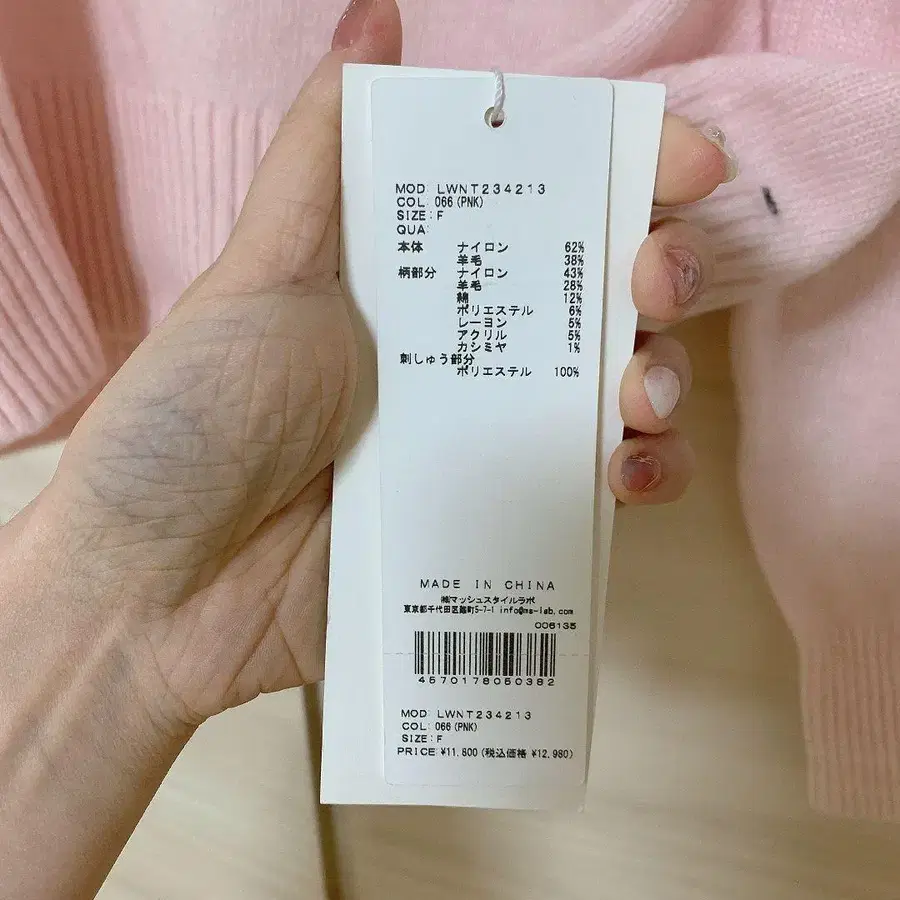 MOD: LWNT234213
COL: 066(PNK)
SIZE:F
QUA:
本体 ナイロン 62%
羊毛 38%
柄部分 ナイロン 43%
羊毛 28%
綿 12%
ポリエステル 6%
レーヨン 5%
アクリル 5%
カシミヤ 1%
刺しゅう部分
ポリエステル 100%
MADE IN CHINA
㈱マッシュスタイルラボ
東京都千代田区麹町5-7-1 info@ms-lab.com
006135
4570178050382
MOD: LWNT234213
COL: 066(PNK)
SIZE:F
PRICE:¥11,800(税込価格 ¥12,980)